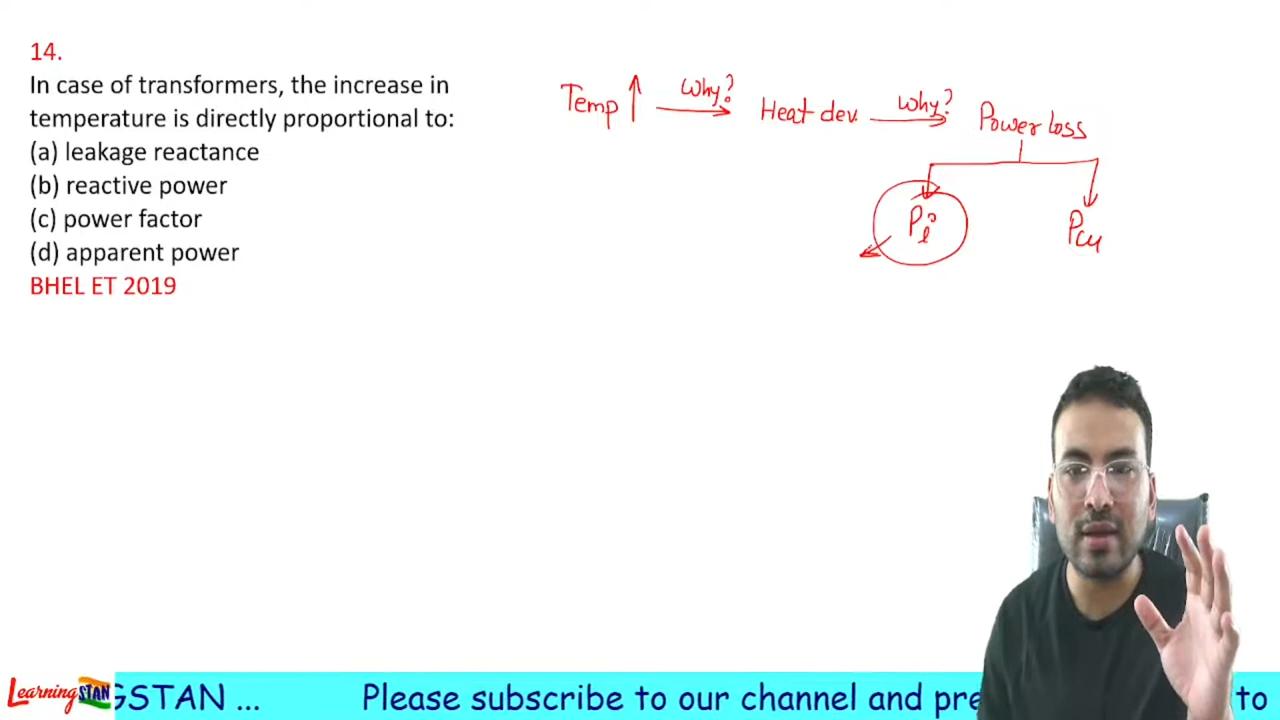 14.
In case of transformers, the increase in
temperature is directly proportional to:
(a) leakage reactance
(b) reactive power
(c) power factor
(d) apparent power
BHEL ET 2019
Temp ↑ Why? → Heat dev. Why? → Power loss
Pi Pcu
LearningSTAN
GSTAN ... Please subscribe to our channel and pre to